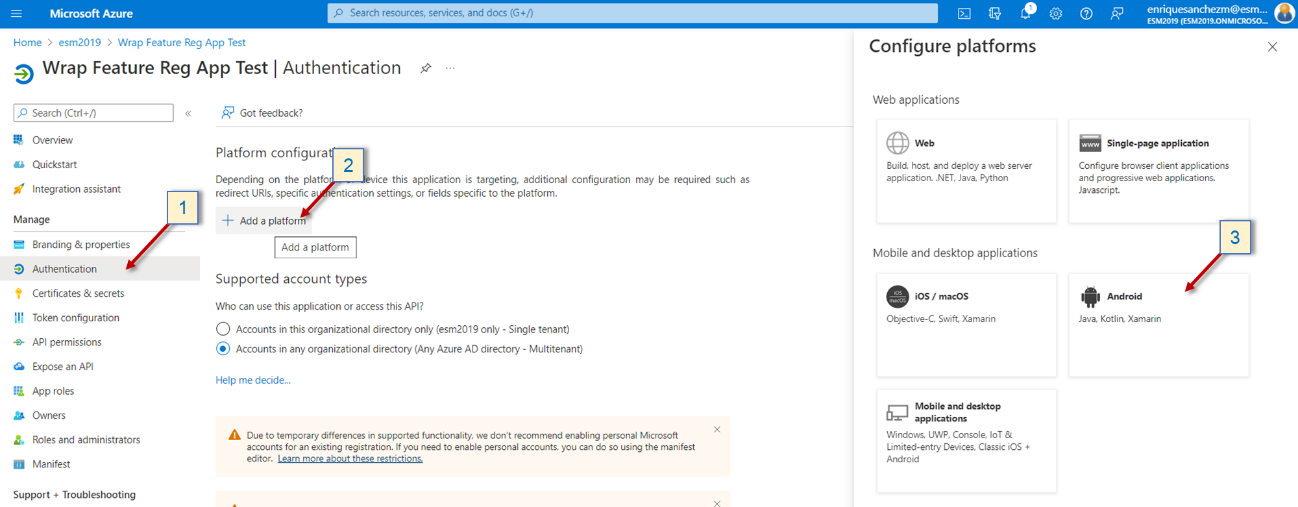 Microsoft Azure
Search resources, services, and docs (G+/)
1
enriquesanchezm@esm...
ESM2019 (ESM2019.ONMICROSO...
Home > esm2019 > Wrap Feature Reg App Test
Wrap Feature Reg App Test | Authentication
...
Search (Ctrl+/)
«
Overview
Quickstart
Integration assistant
Manage
Branding & properties
Authentication
Certificates & secrets
Token configuration
API permissions
Expose an API
App roles
Owners
Roles and administrators
Manifest
Support + Troubleshooting
1
Got feedback?
Platform configurat
2
Depending on the platfo device this application is targeting, additional configuration may be required such as
redirect URIs, specific authentication settings, or fields specific to the platform.
+ Add a platform
Add a platform
Supported account types
Who can use this application or access this API?
Accounts in this organizational directory only (esm2019 only - Single tenant)
Accounts in any organizational directory (Any Azure AD directory - Multitenant)
Help me decide...
Due to temporary differences in supported functionality, we don't recommend enabling personal Microsoft
accounts for an existing registration. If you need to enable personal accounts, you can do so using the manifest
editor. Learn more about these restrictions.
Configure platforms
Web applications
Web
Build, host, and deploy a web server
application. .NET, Java, Python
www
Single-page application
Configure browser client applications
and progressive web applications.
Javascript.
Mobile and desktop applications
3
iOS
macOS
iOS / macOS
Objective-C, Swift, Xamarin
Android
Java, Kotlin, Xamarin
Mobile and desktop
applications
Windows, UWP, Console, IoT &
Limited-entry Devices, Classic iOS +
Android